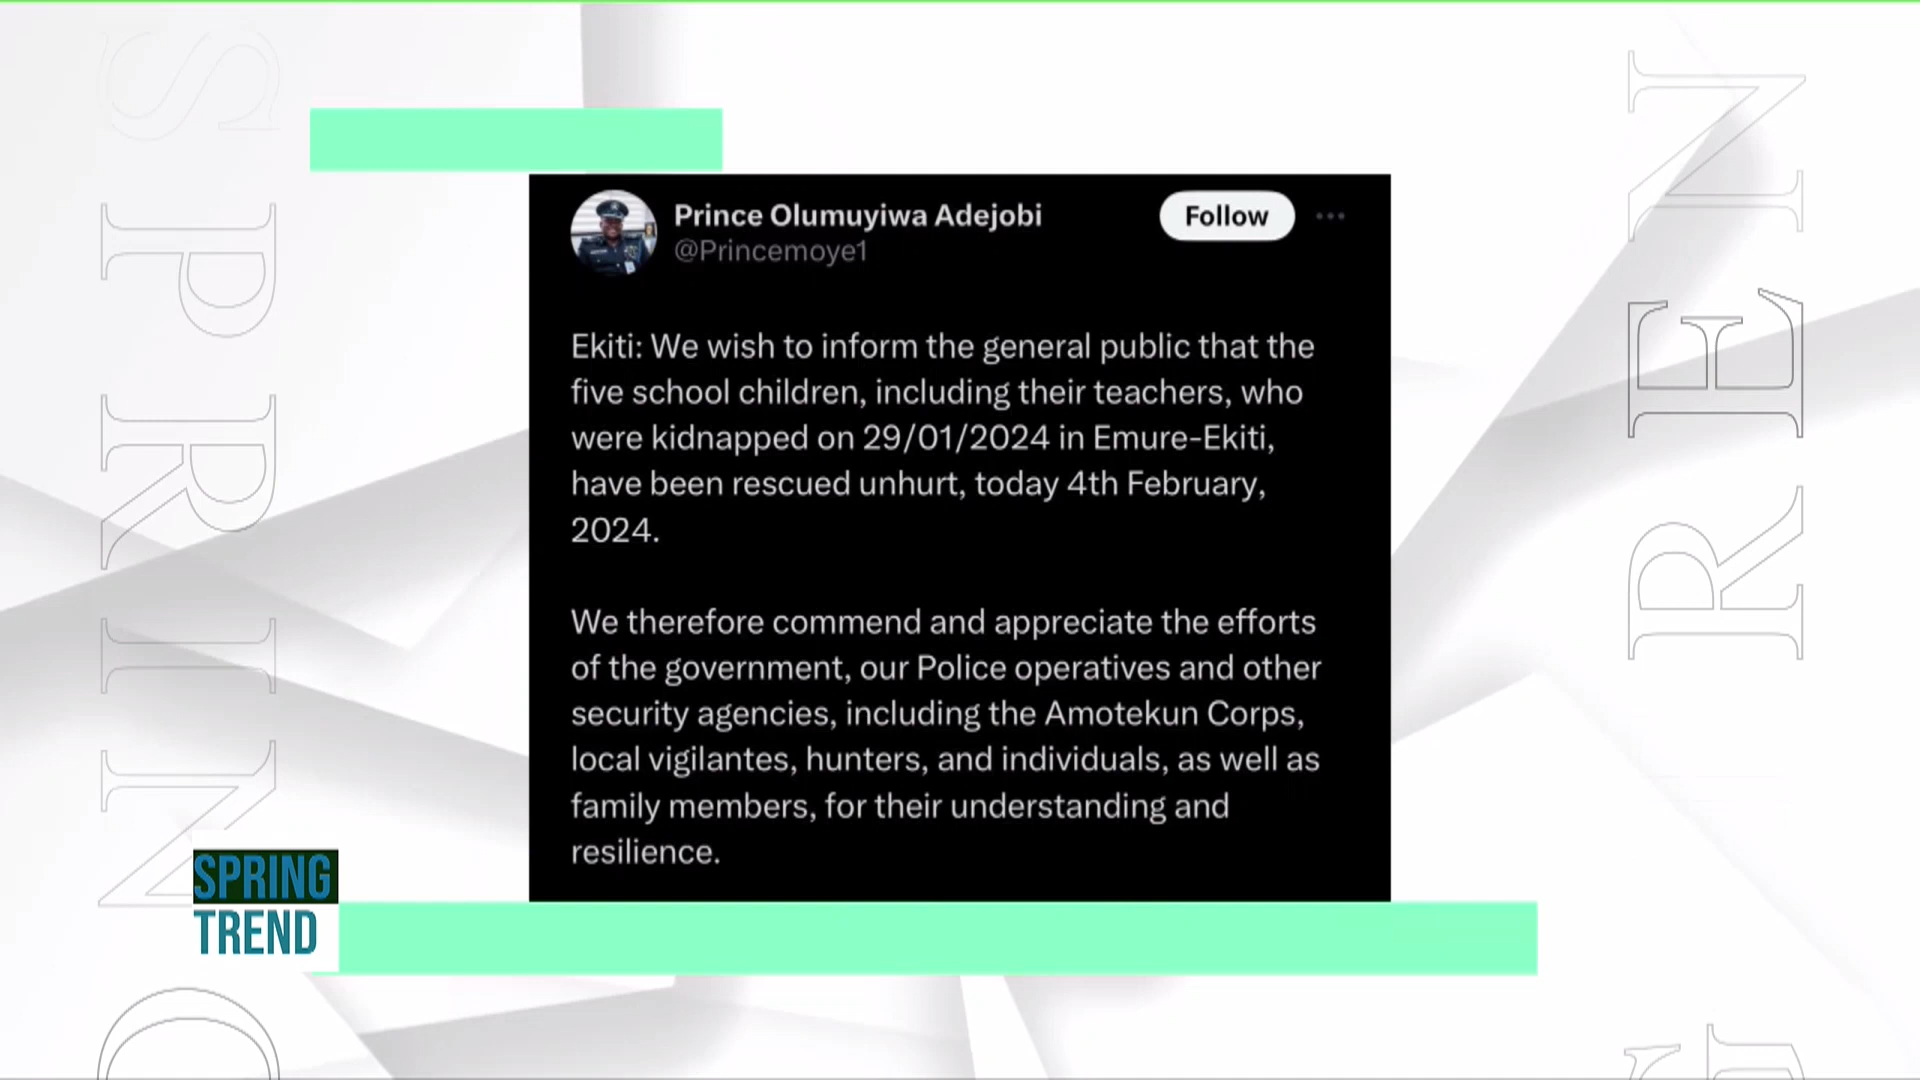 Prince Olumuyiwa Adejobi
@Princemoye1
Follow
Ekiti: We wish to inform the general public that the
five school children, including their teachers, who
were kidnapped on 29/01/2024 in Emure-Ekiti,
have been rescued unhurt, today 4th February,
2024.
We therefore commend and appreciate the efforts
of the government, our Police operatives and other
security agencies, including the Amotekun Corps,
local vigilantes, hunters, and individuals, as well as
family members, for their understanding and
resilience.
SPRING
TREND
SPRIN
REN